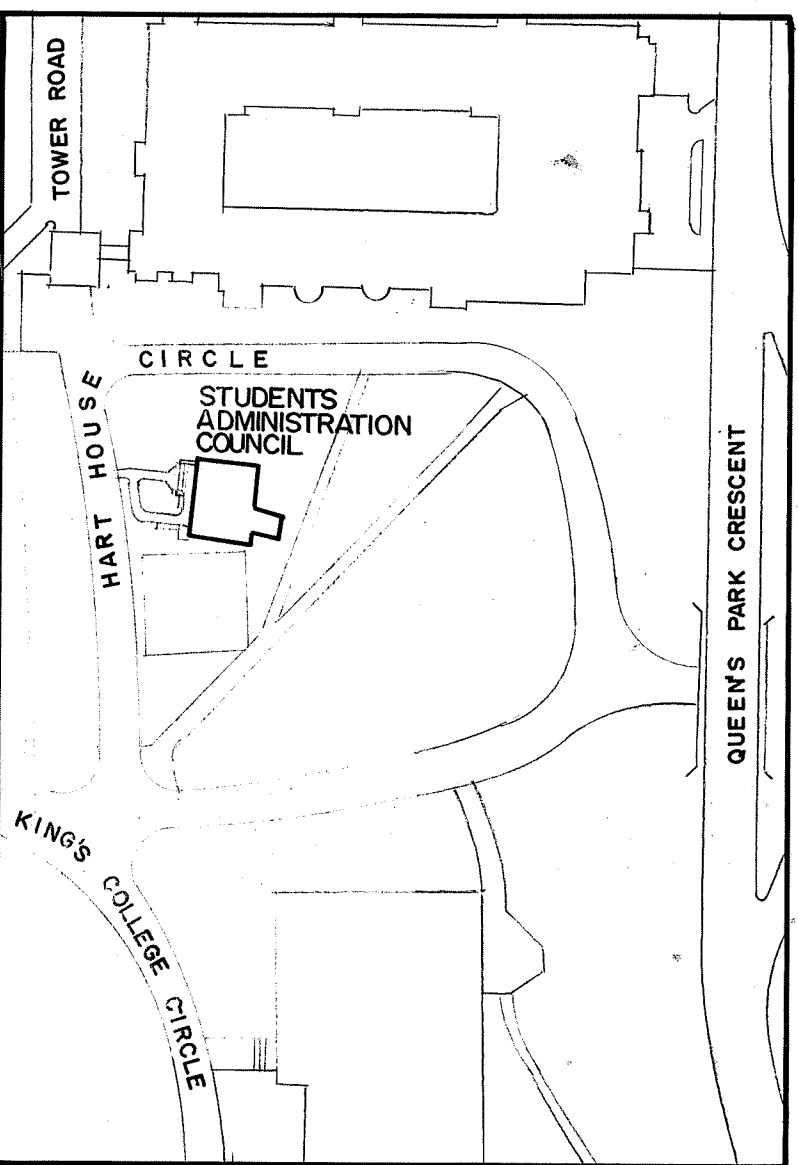 TOWER ROAD
CIRCLE
HART HOUSE
STUDENTS
ADMINISTRATION
COUNCIL
QUEEN'S PARK CRESCENT
KING'S COLLEGE CIRCLE